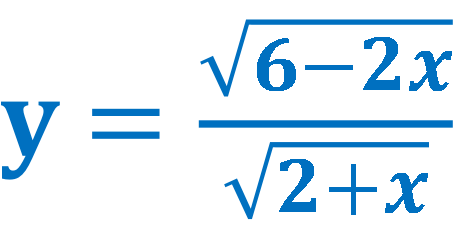 y = √(6−2x) / √(2+x)